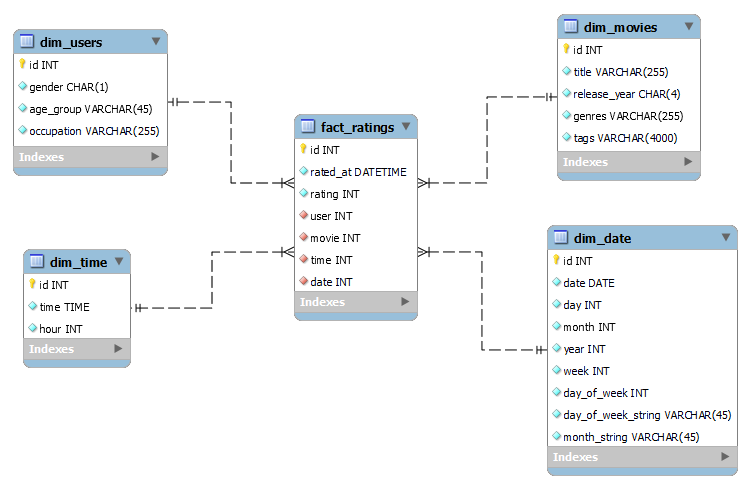 dim_users
id INT
gender CHAR(1)
age_group VARCHAR(45)
occupation VARCHAR(255)
Indexes
dim_movies
id INT
title VARCHAR(255)
release_year CHAR(4)
genres VARCHAR(255)
tags VARCHAR(4000)
Indexes
fact_ratings
id INT
rated_at DATETIME
rating INT
user INT
movie INT
time INT
date INT
Indexes
dim_time
id INT
time TIME
hour INT
Indexes
dim_date
id INT
date DATE
day INT
month INT
year INT
week INT
day_of_week INT
day_of_week_string VARCHAR(45)
month_string VARCHAR(45)
Indexes